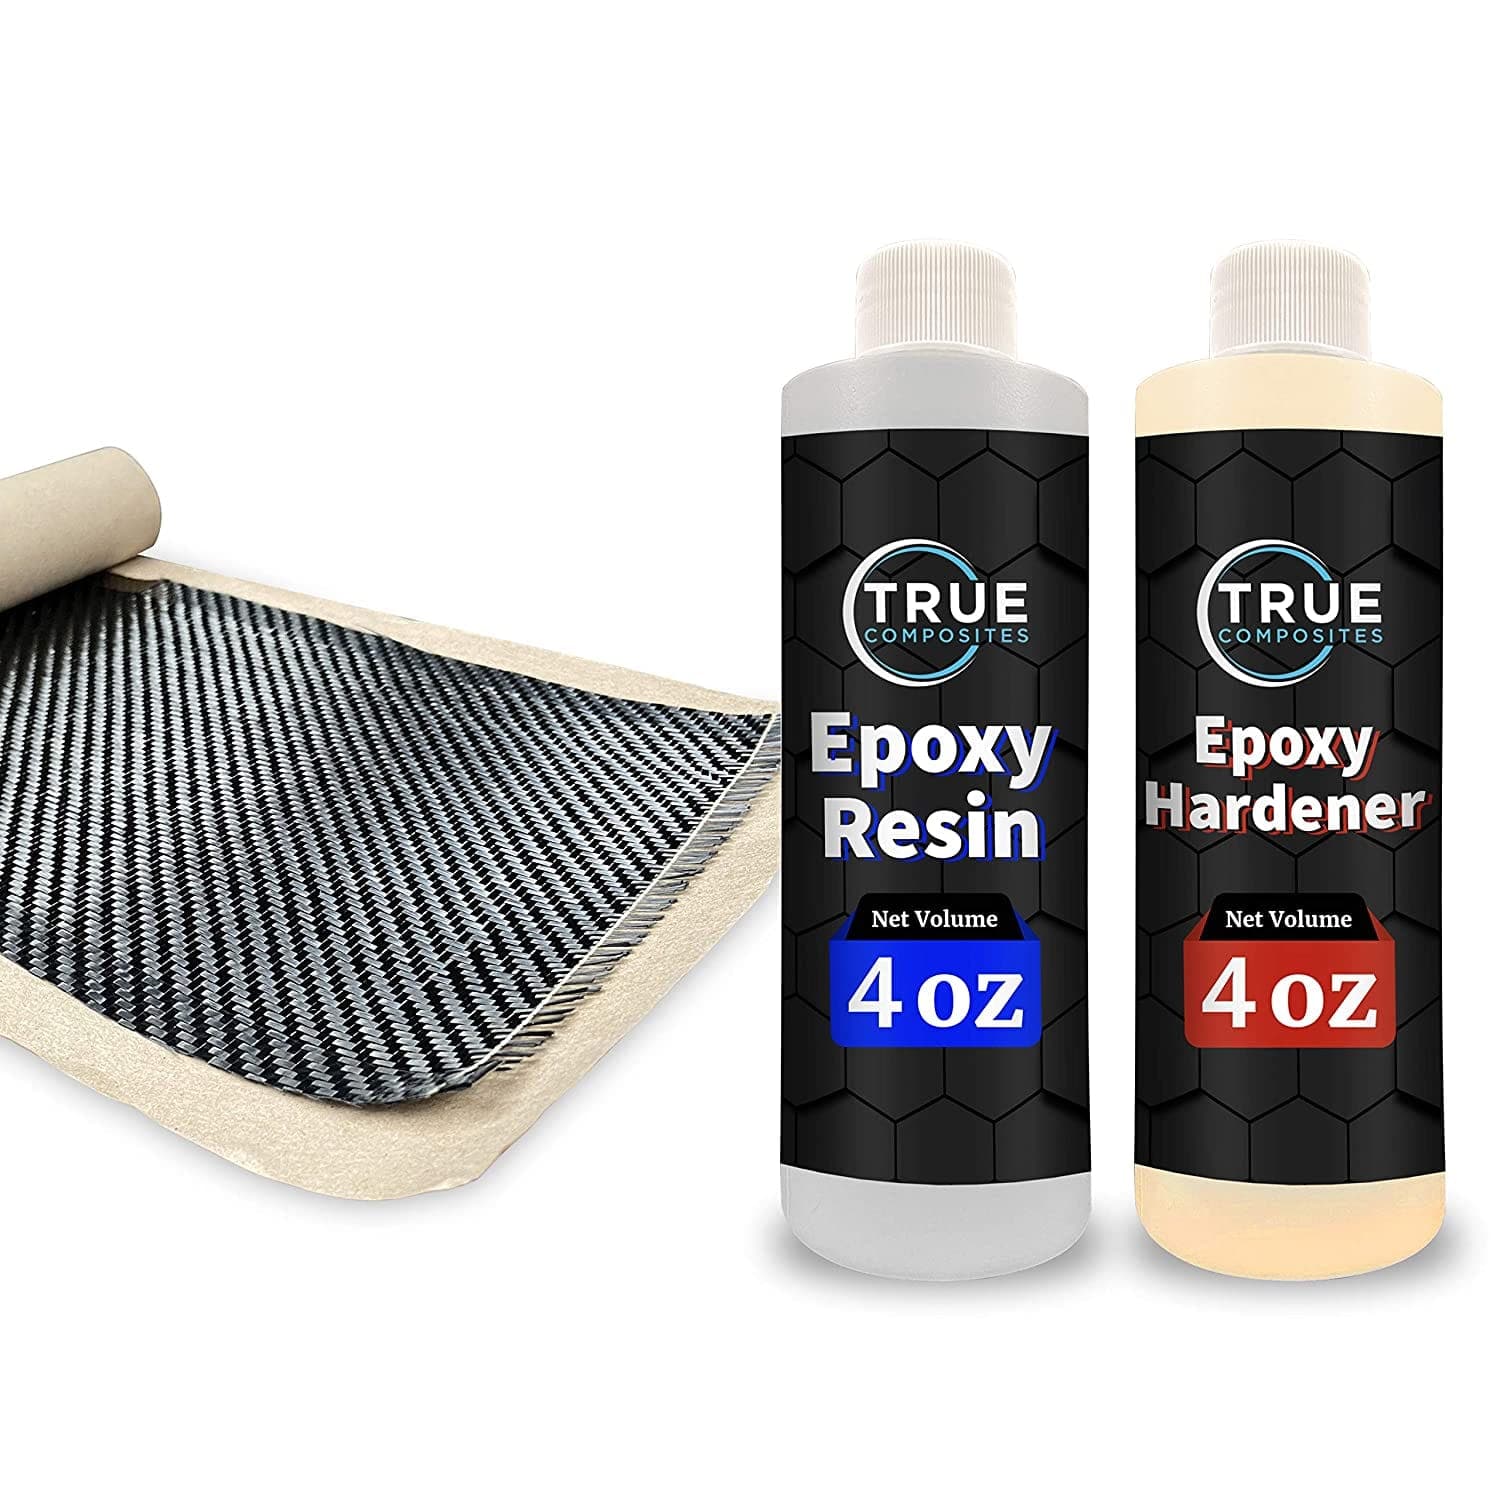 TRUE
COMPOSITES
Epoxy
Resin
Net Volume
4 oz
TRUE
COMPOSITES
Epoxy
Hardener
Net Volume
4 oz